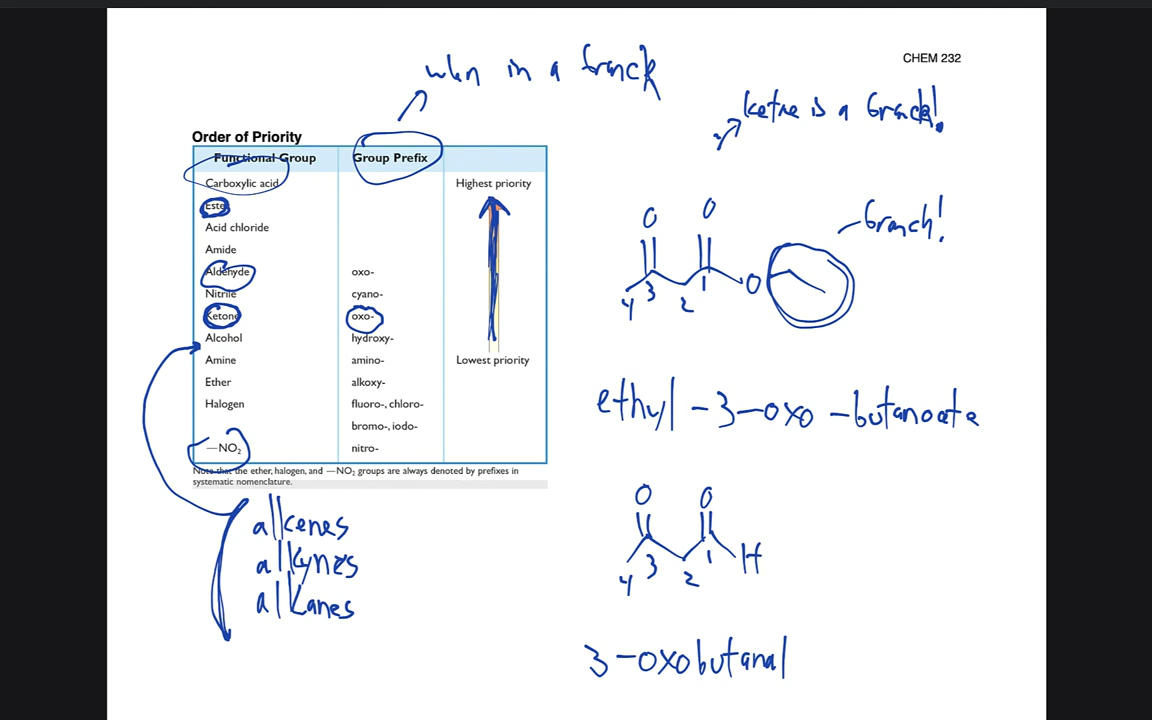 CHEM 232
when in a branch
ketone is a branch!
Order of Priority
Functional Group Group Prefix
Carboxylic acid Highest priority
Ester
Acid chloride
Amide
Aldehyde oxo-
Nitrile cyano-
Ketone oxo-
Alcohol hydroxy-
Amine amino- Lowest priority
Ether alkoxy-
Halogen fluoro-, chloro-
bromo-, iodo-
—NO₂ nitro-
Note that the ether, halogen, and —NO₂ groups are always denoted by prefixes in
systematic nomenclature.
alkenes
alkynes
alkanes
branch!
O O
O
4 3 2 1
ethyl-3-oxo-butanoate
O O
H
4 3 2 1
3-oxobutanal